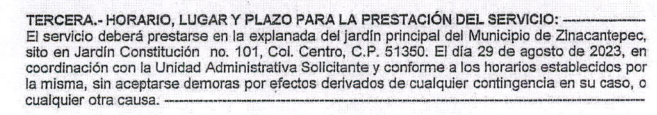 TERCERA.- HORARIO, LUGAR Y PLAZO PARA LA PRESTACIÓN DEL SERVICIO: ----------------
El servicio deberá prestarse en la explanada del jardín principal del Municipio de Zinacantepec,
sito en Jardín Constitución no. 101, Col. Centro, C.P. 51350. El día 29 de agosto de 2023, en
coordinación con la Unidad Administrativa Solicitante y conforme a los horarios establecidos por
la misma, sin aceptarse demoras por efectos derivados de cualquier contingencia en su caso, o
cualquier otra causa. ----------------------------------------------------------------